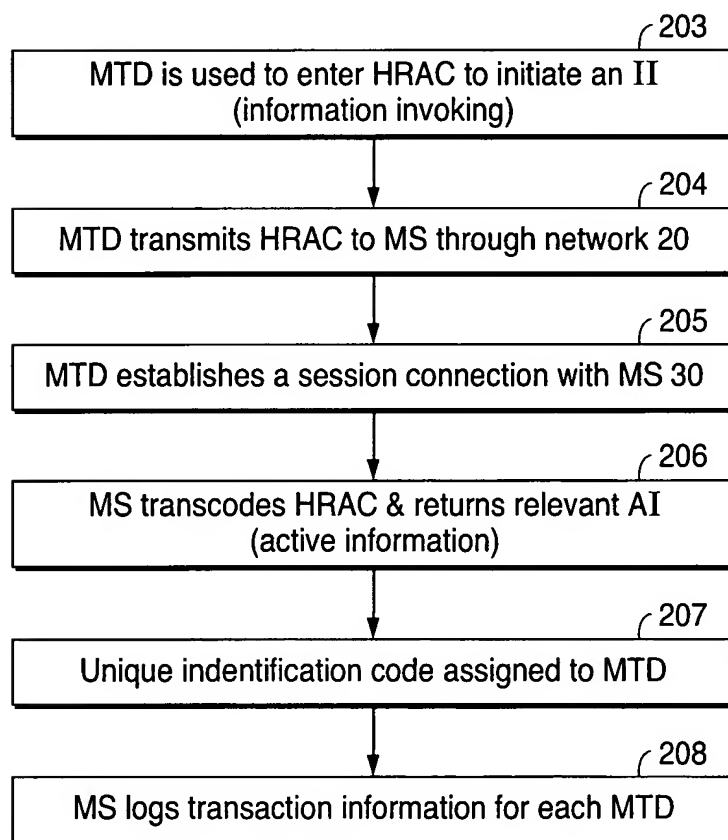 203
MTD is used to enter HRAC to initiate an II
(information invoking)
204
MTD transmits HRAC to MS through network 20
205
MTD establishes a session connection with MS 30
206
MS transcodes HRAC & returns relevant AI
(active information)
207
Unique indentification code assigned to MTD
208
MS logs transaction information for each MTD